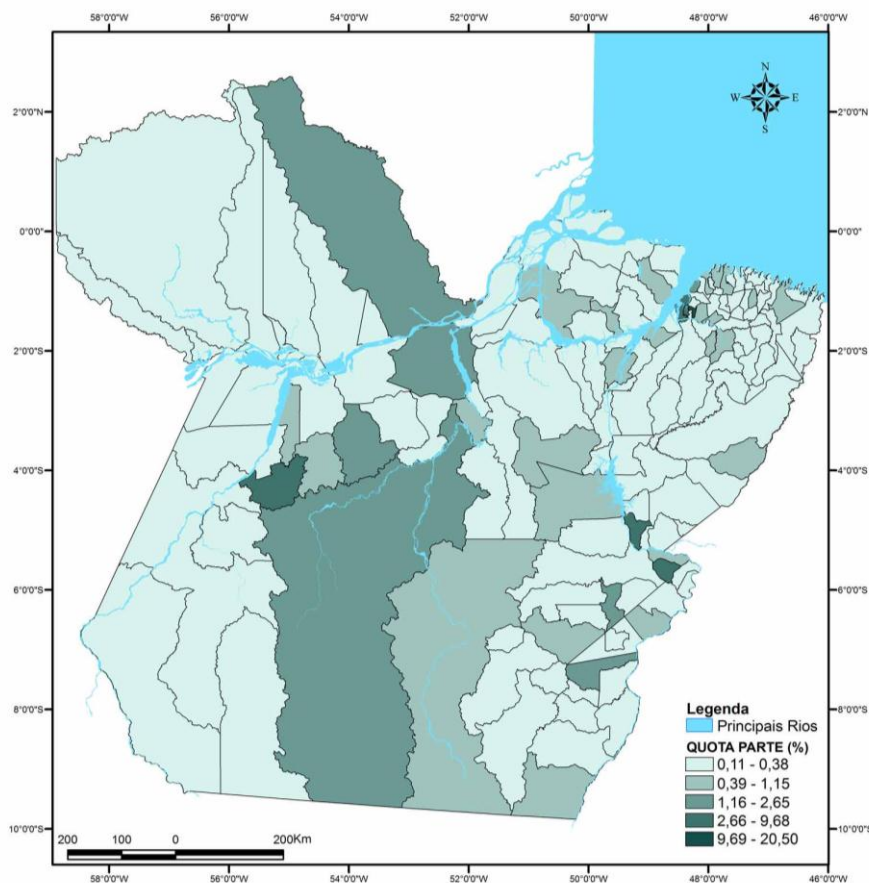 58°0'0"W 56°0'0"W 54°0'0"W 52°0'0"W 50°0'0"W 48°0'0"W 46°0'0"W
N
W E
S
2°0'0"N 2°0'0"N
0°0'0" 0°0'0"
2°0'0"S 2°0'0"S
4°0'0"S 4°0'0"S
6°0'0"S 6°0'0"S
8°0'0"S 8°0'0"S
10°0'0"S 10°0'0"S
Legenda
Principais Rios
QUOTA PARTE (%)
0,11 - 0,38
0,39 - 1,15
1,16 - 2,65
2,66 - 9,68
9,69 - 20,50
200 100 0 200Km
58°0'0"W 56°0'0"W 54°0'0"W 52°0'0"W 50°0'0"W 48°0'0"W 46°0'0"W